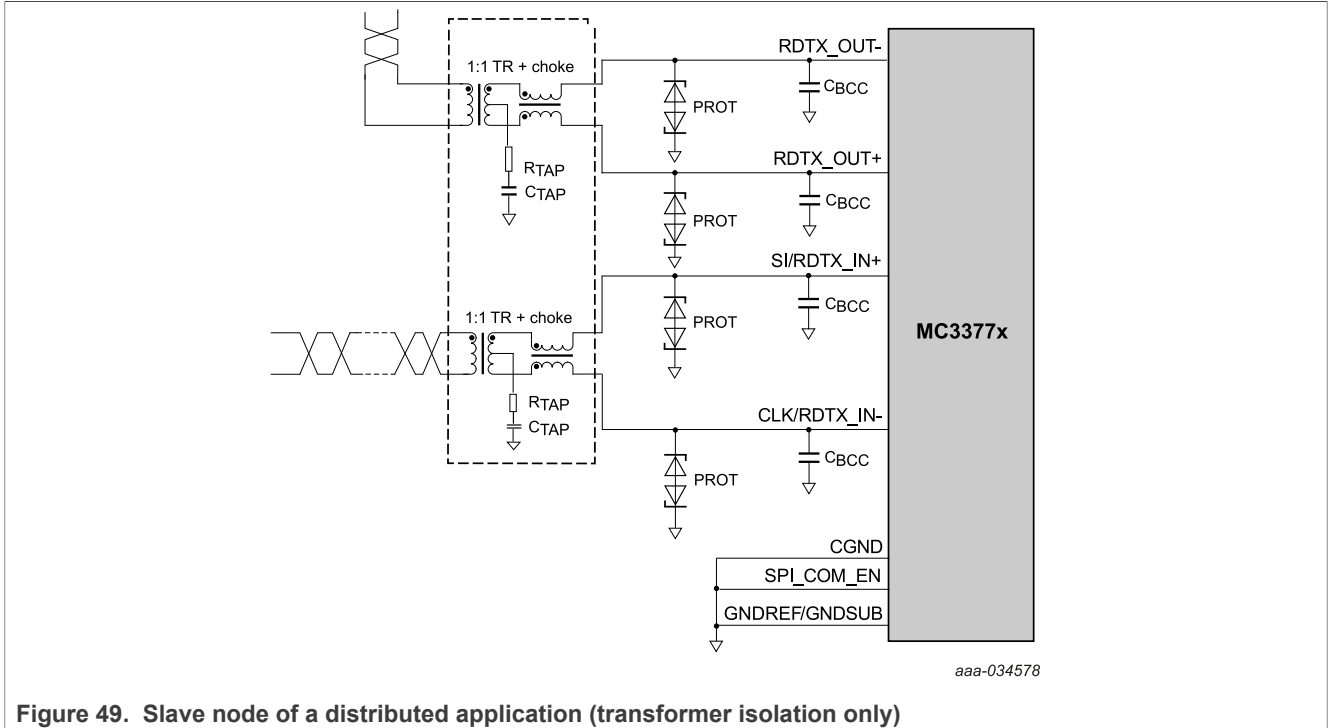 RDTX_OUT-
1:1 TR + choke
CBCC
PROT
RDTX_OUT+
RTAP
CTAP
CBCC
PROT
SI/RDTX_IN+
1:1 TR + choke
CBCC
PROT
MC3377x
RTAP
CTAP
CLK/RDTX_IN-
CBCC
PROT
CGND
SPI_COM_EN
GNDREF/GNDSUB
aaa-034578
Figure 49. Slave node of a distributed application (transformer isolation only)